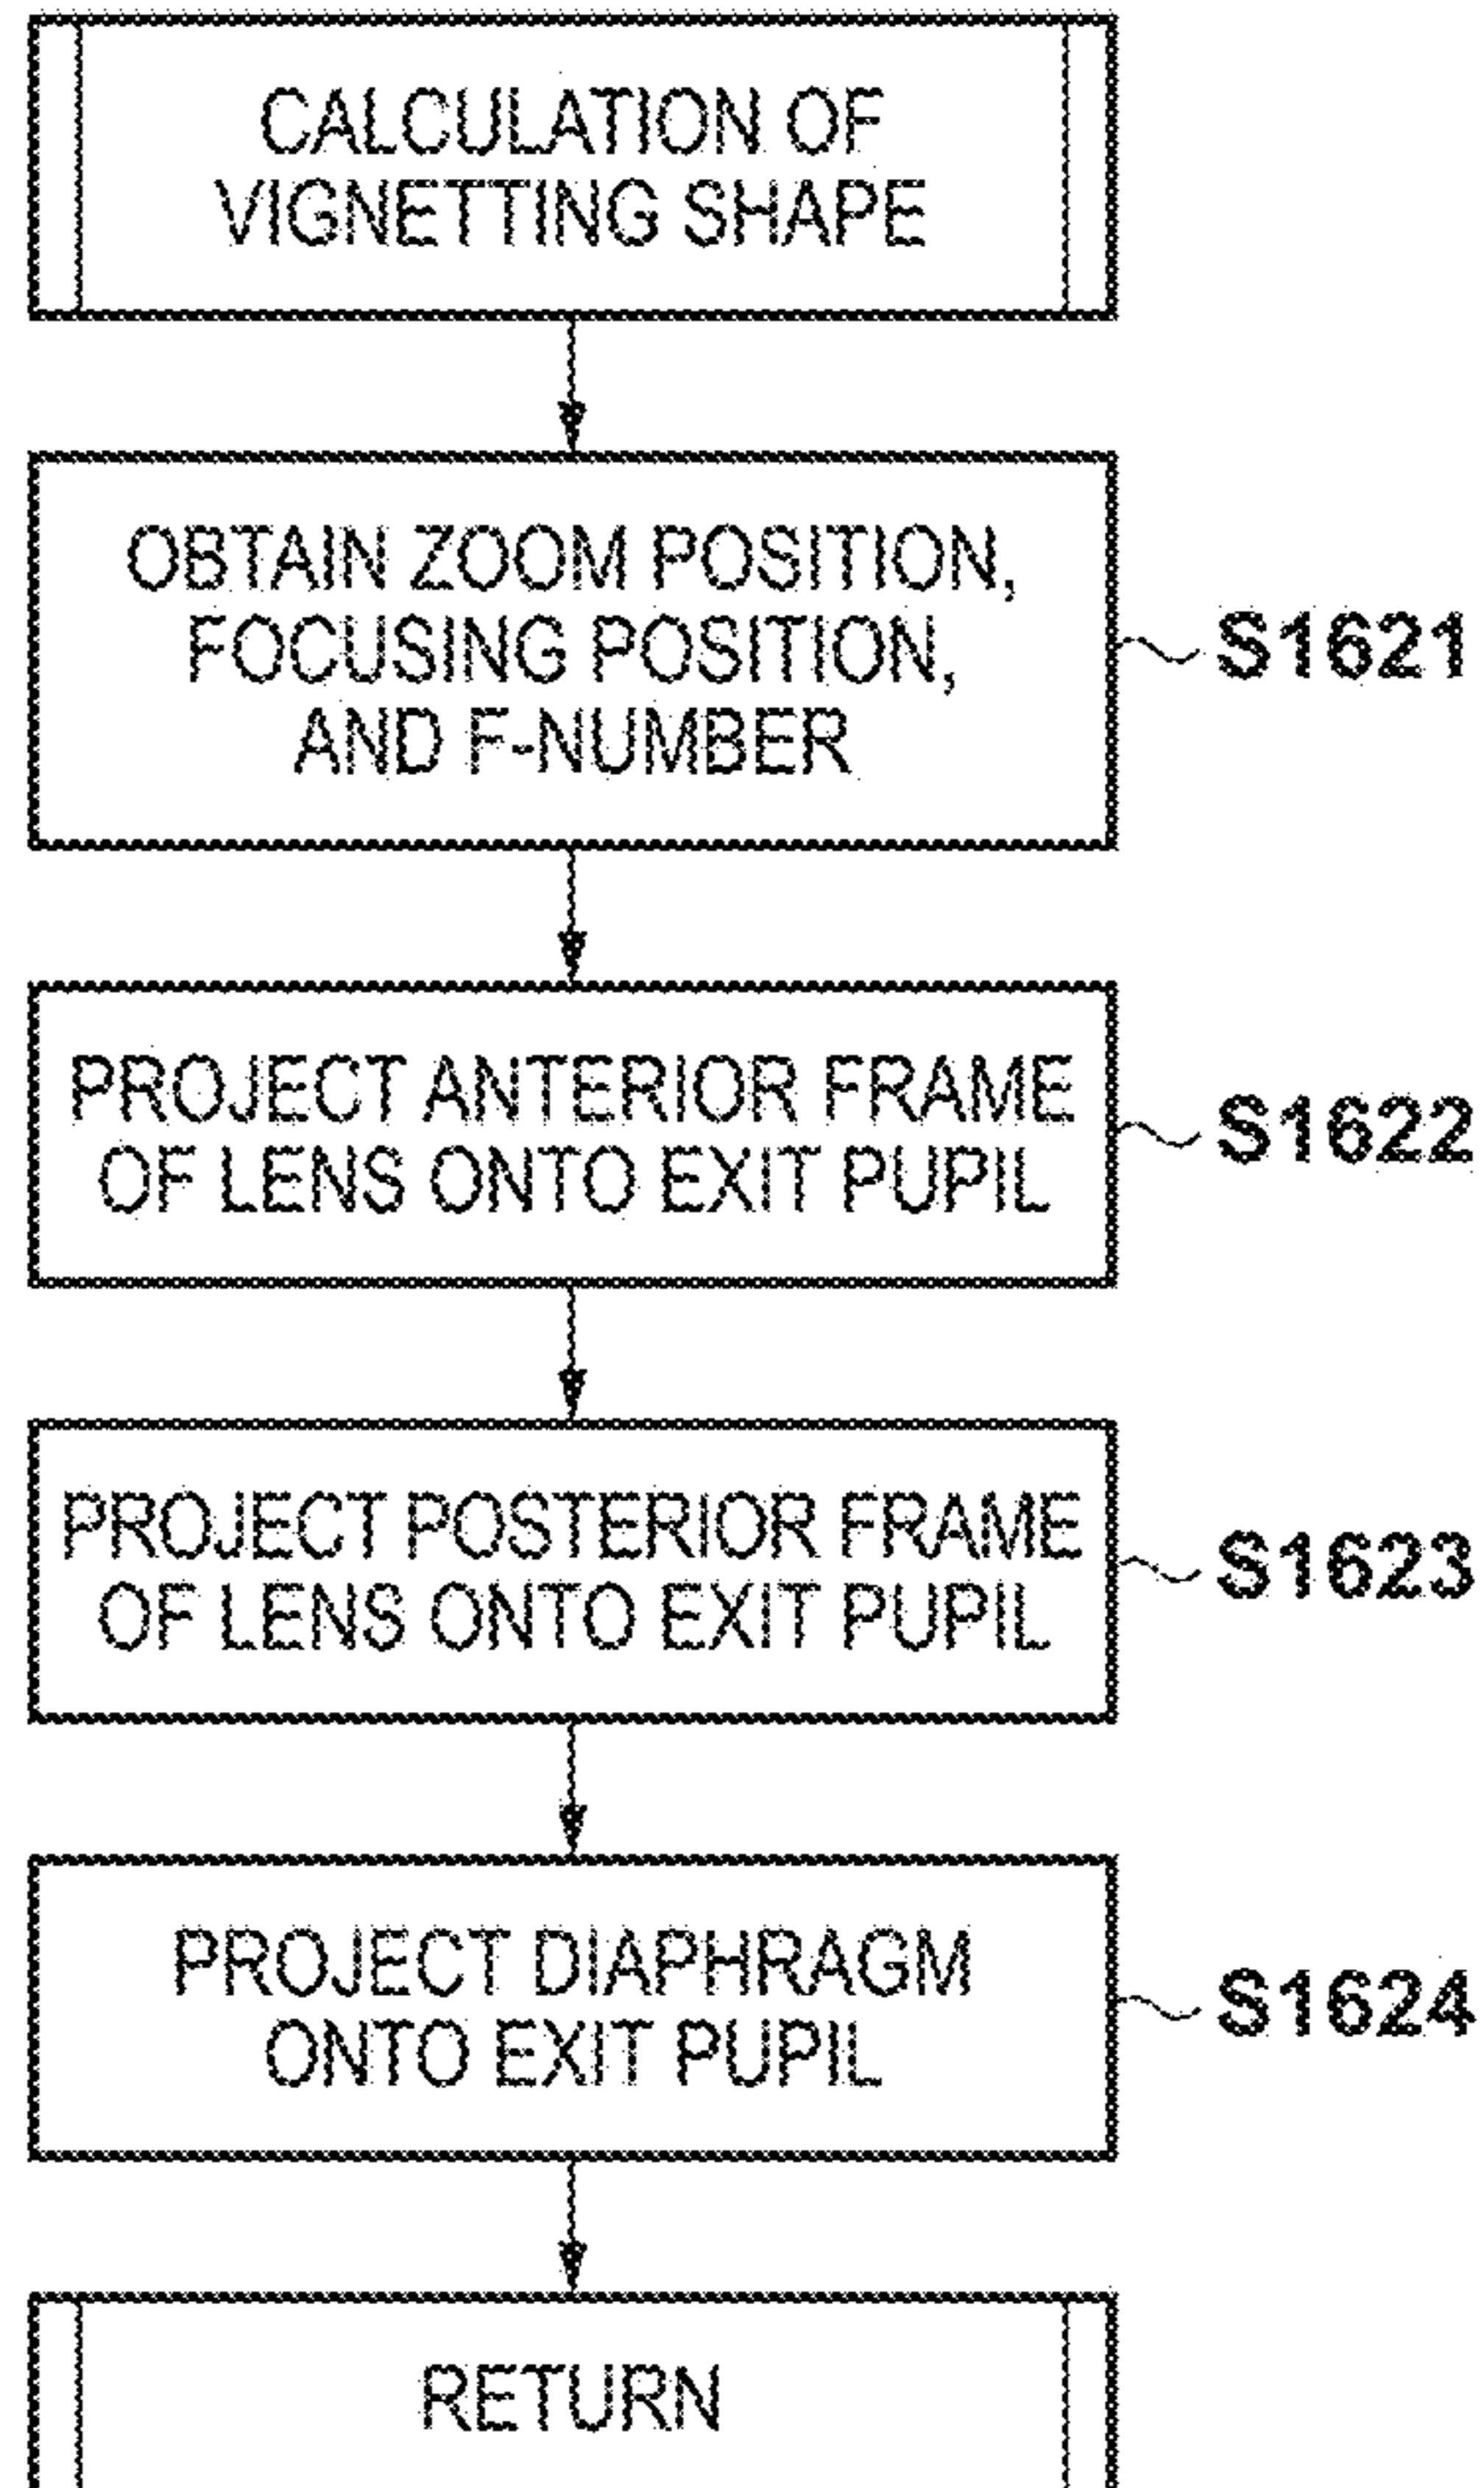 CALCULATION OF
VIGNETTING SHAPE
OBTAIN ZOOM POSITION,
FOCUSING POSITION,
AND F-NUMBER
S1621
PROJECT ANTERIOR FRAME
OF LENS ONTO EXIT PUPIL
S1622
PROJECT POSTERIOR FRAME
OF LENS ONTO EXIT PUPIL
S1623
PROJECT DIAPHRAGM
ONTO EXIT PUPIL
S1624
RETURN